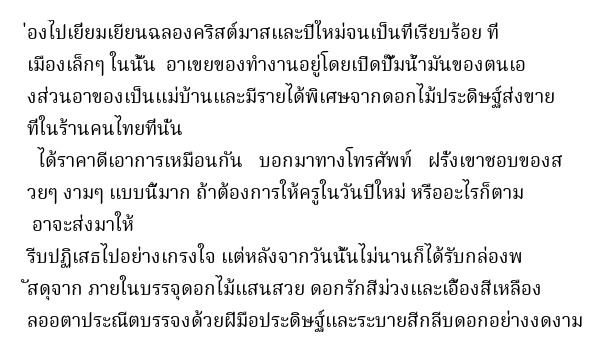 ่องไปเยี่ยมเยียนฉลองคริสต์มาสและปีใหม่จนเป็นที่เรียบร้อย ที่
เมืองเล็กๆ ในนั้น อาเขยของทำงานอยู่โดยเปิดปั๊มน้ำมันของตนเอ
งส่วนอาของเป็นแม่บ้านและมีรายได้พิเศษจากดอกไม้ประดิษฐ์ส่งขาย
ที่ในร้านคนไทยที่นั่น
ได้ราคาดีเอาการเหมือนกัน บอกมาทางโทรศัพท์ ฝรั่งเขาชอบของส
วยๆ งามๆ แบบนี้มาก ถ้าต้องการให้ครูในวันปีใหม่ หรืออะไรก็ตาม
อาจะส่งมาให้
รีบปฏิเสธไปอย่างเกรงใจ แต่หลังจากวันนั้นไม่นานก็ได้รับกล่องพ
ัสดุจาก ภายในบรรจุดอกไม้แสนสวย ดอกรักสีม่วงและเอื้องสีเหลือง
ลออตาประณีตบรรจงด้วยฝีมือประดิษฐ์และระบายสีกลีบดอกอย่างงดงาม